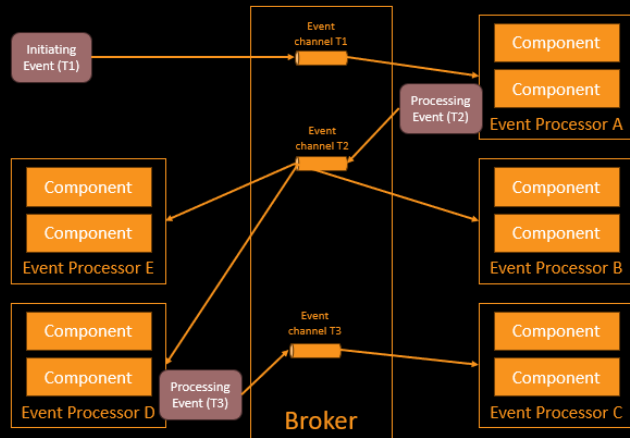 Event
channel T1
Initiating
Event (T1)
Component
Component
Event Processor A
Processing
Event (T2)
Event
channel T2
Component
Component
Event Processor E
Component
Component
Event Processor B
Component
Component
Event Processor D
Processing
Event (T3)
Event
channel T3
Component
Component
Event Processor C
Broker